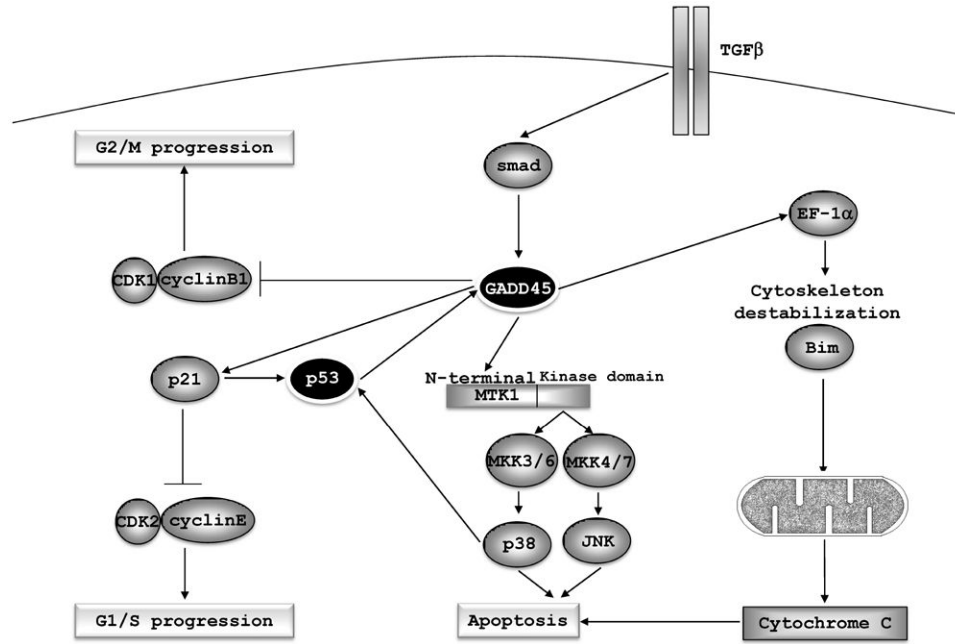 TGFβ
G2/M progression
smad
EF-1α
CDK1
cyclinB1
GADD45
Cytoskeleton
destabilization
Bim
p21
p53
N-terminal
Kinase domain
MTK1
MKK3/6
MKK4/7
CDK2
cyclinE
p38
JNK
G1/S progression
Apoptosis
Cytochrome C